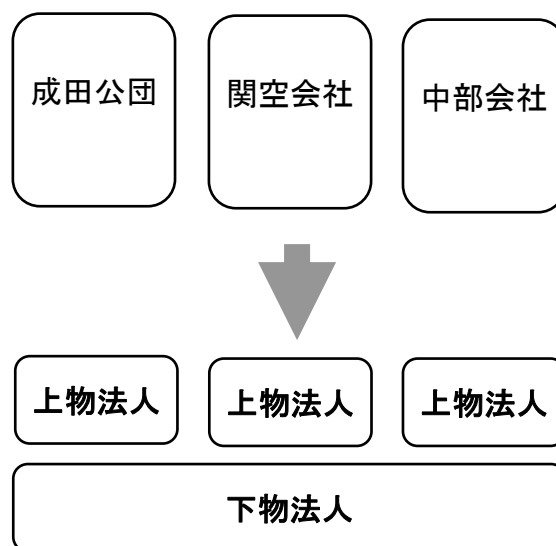 成田公団
関空会社
中部会社
上物法人
上物法人
上物法人
下物法人